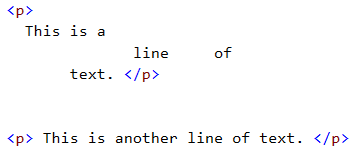 <p>
This is a
line of
text. </p>
<p> This is another line of text. </p>